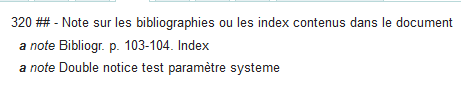 320 ## - Note sur les bibliographies ou les index contenus dans le document
a note Bibliogr. p. 103-104. Index
a note Double notice test paramètre systeme